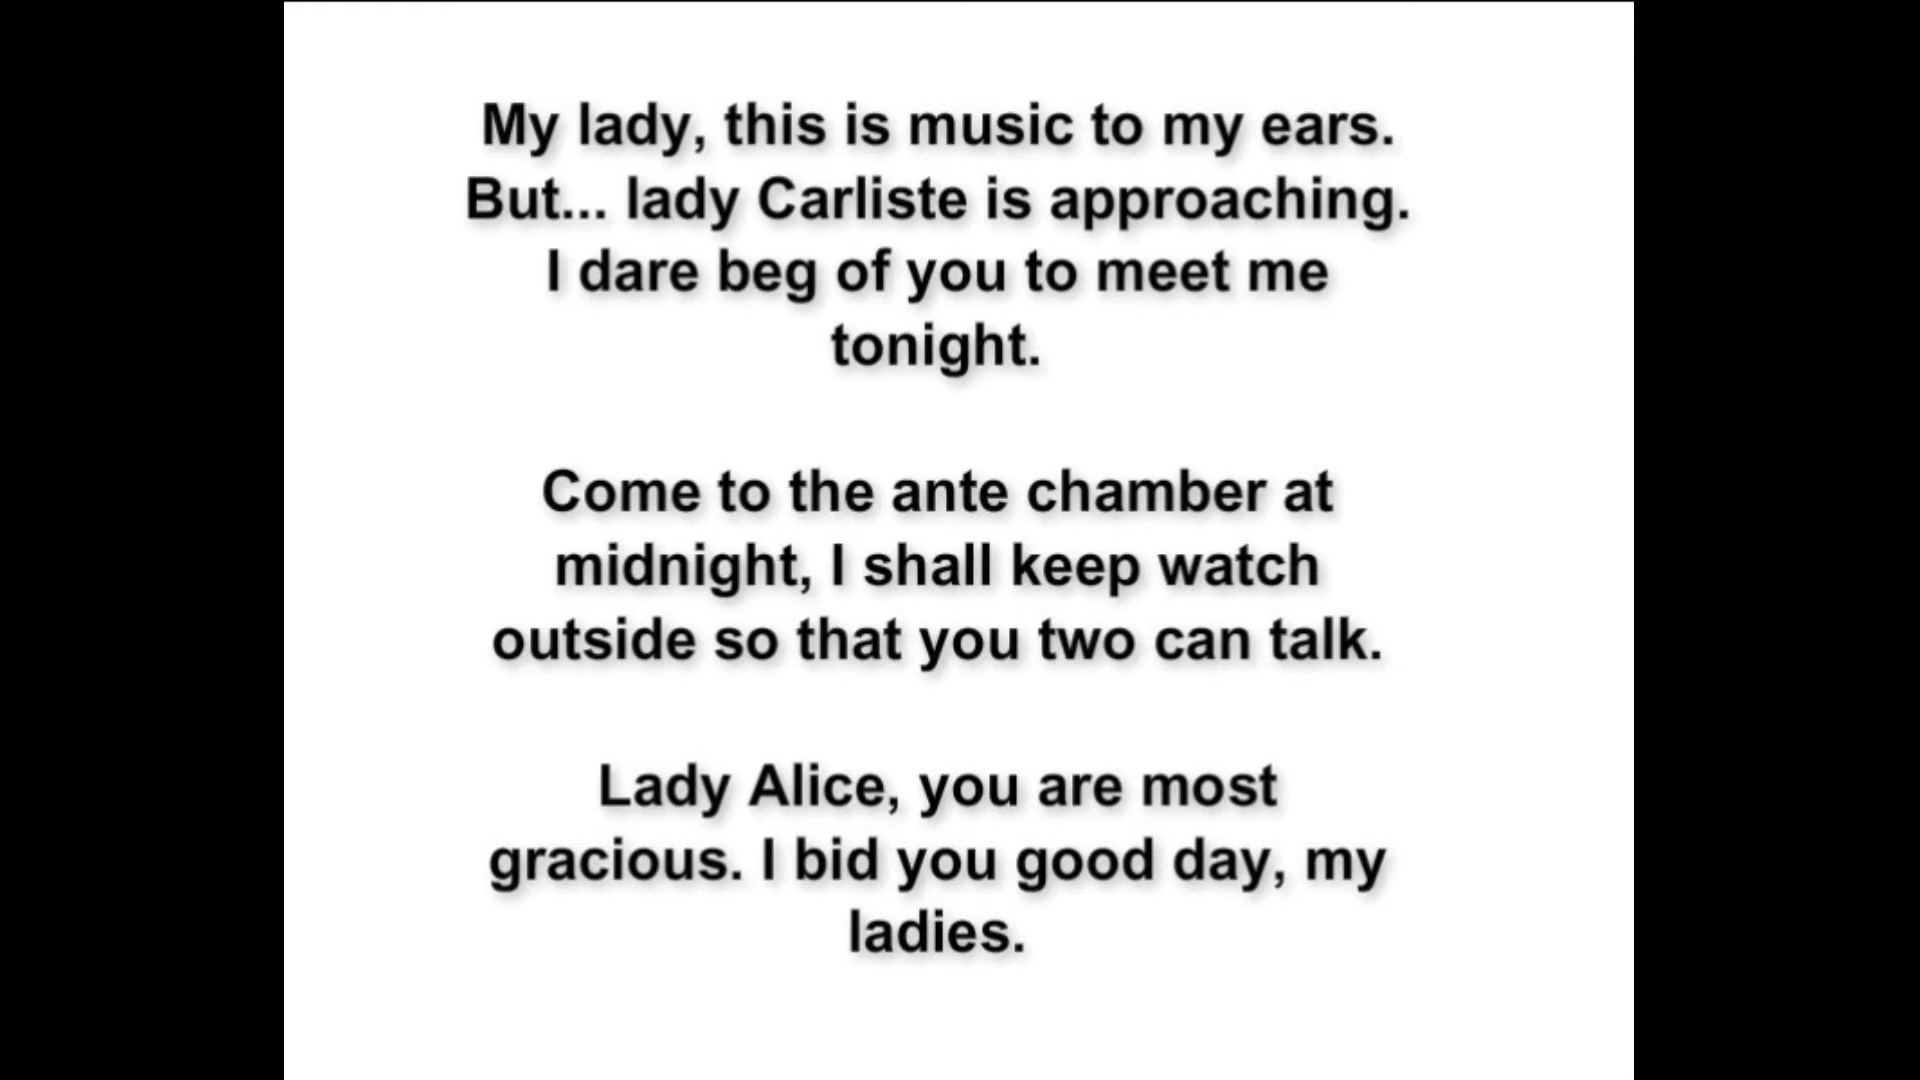 My lady, this is music to my ears.
But... lady Carliste is approaching.
I dare beg of you to meet me
tonight.
Come to the ante chamber at
midnight, I shall keep watch
outside so that you two can talk.
Lady Alice, you are most
gracious. I bid you good day, my
ladies.